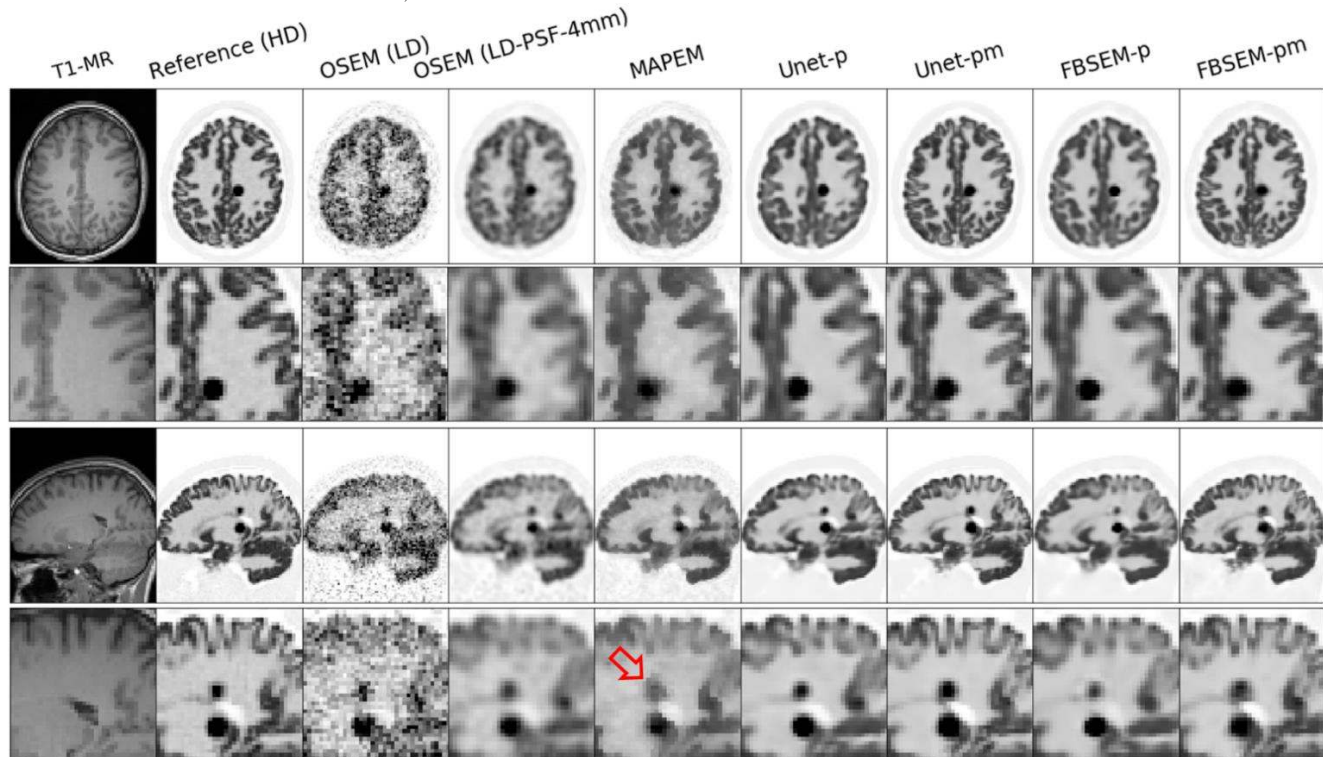 T1-MR
Reference (HD)
OSEM (LD)
OSEM (LD-PSF-4mm)
MAPEM
Unet-p
Unet-pm
FBSEM-p
FBSEM-pm